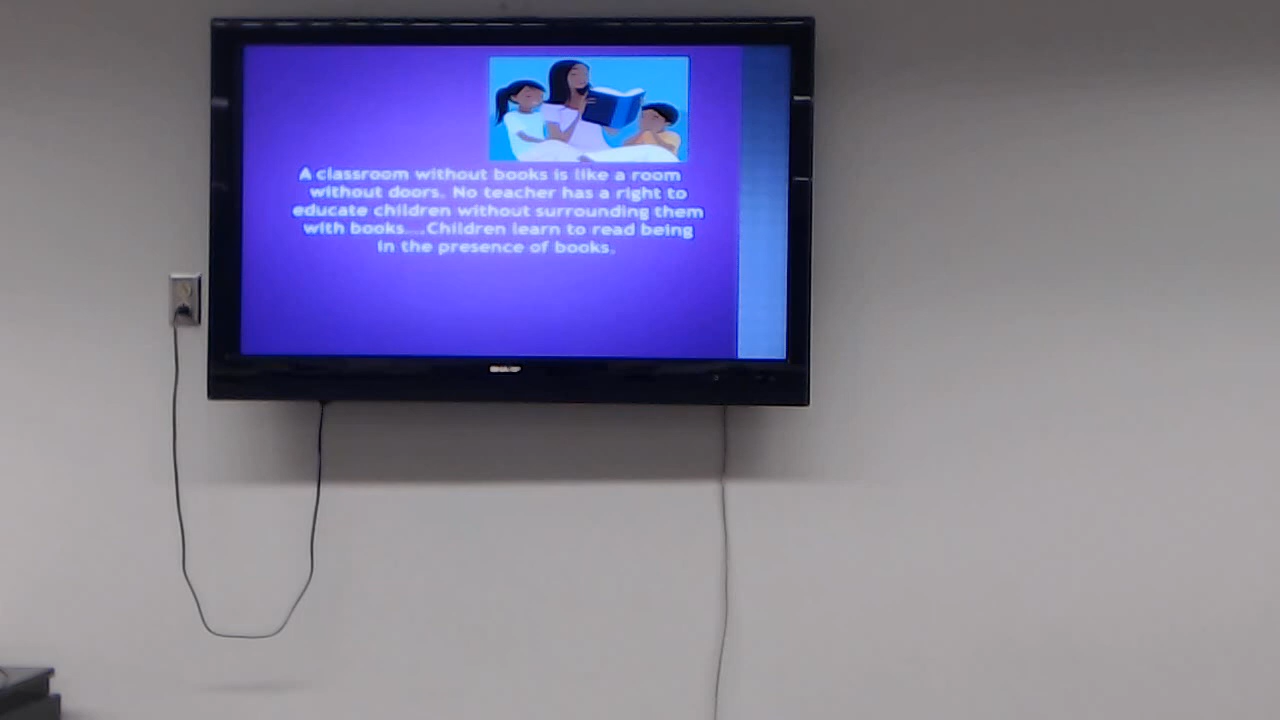 A classroom without books is like a room
without doors. No teacher has a right to
educate children without surrounding them
with books....Children learn to read being
in the presence of books.
SHARP